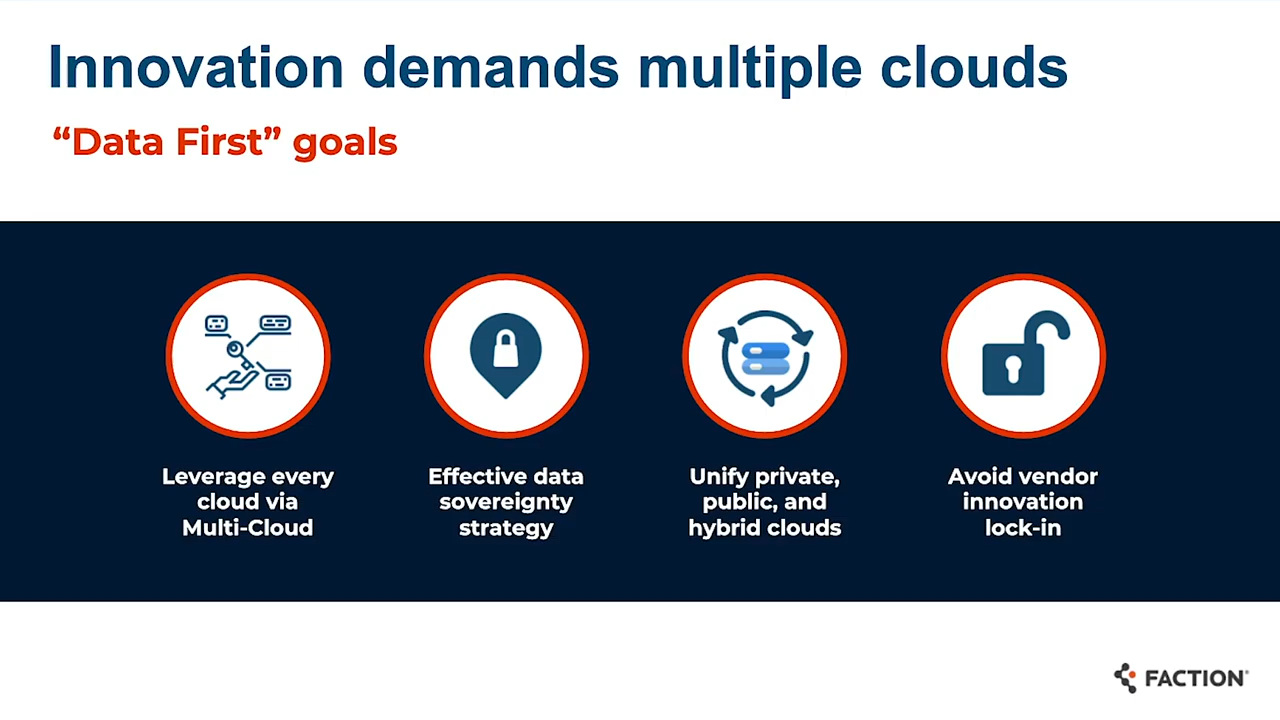 Innovation demands multiple clouds
“Data First” goals
Leverage every
cloud via
Multi-Cloud
Effective data
sovereignty
strategy
Unify private,
public, and
hybrid clouds
Avoid vendor
innovation
lock-in
FACTION®